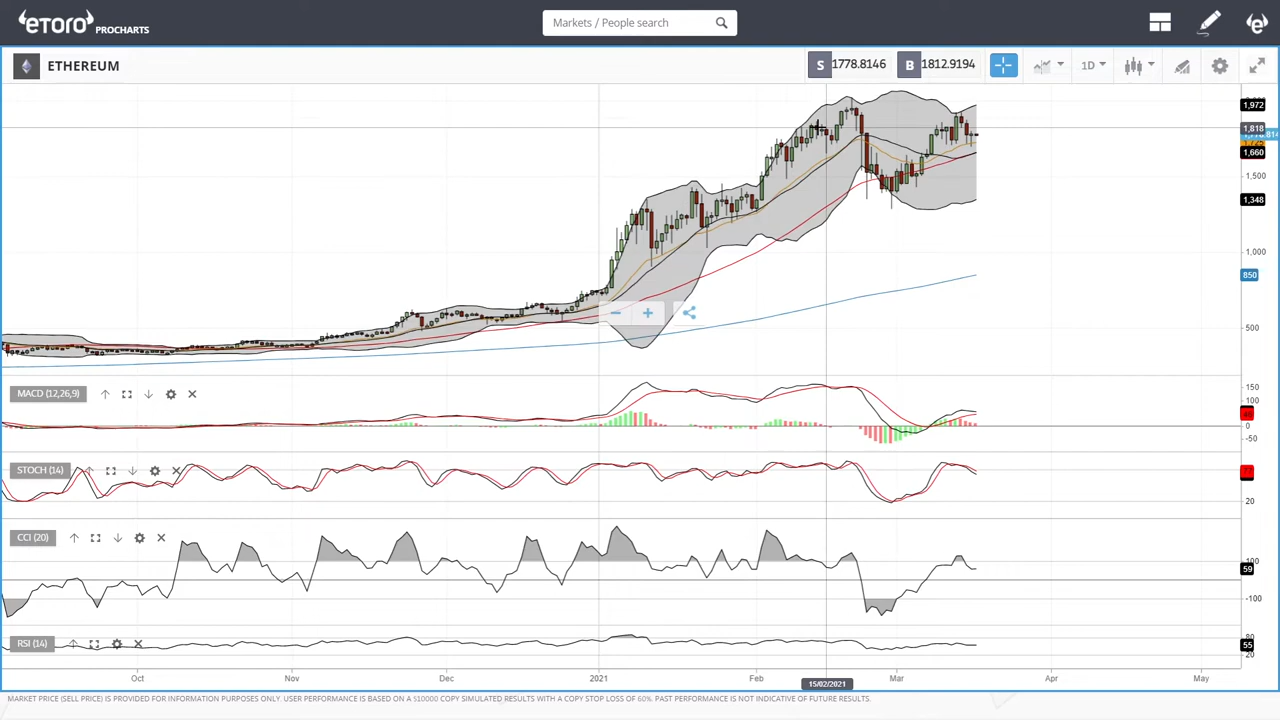 eTORO PROCHARTS
Markets / People search
ETHEREUM
S 1778.8146 B 1812.9194 1D
1,972
1,818
1,660
1,500
1,348
1,000
850
500
MACD (12,26,9)
150
100
0
-50
STOCH (14)
20
CCI (20)
100
59
-100
RSI (14)
80
55
20
Oct Nov Dec 2021 Feb Mar Apr May
15/02/2021
MARKET PRICE (SELL PRICE) IS PROVIDED FOR INFORMATION PURPOSES ONLY. USER PERFORMANCE IS BASED ON A $10000 COPY SIMULATED RESULTS WITH A COPY STOP LOSS OF 60%. PAST PERFORMANCE IS NOT INDICATIVE OF FUTURE RESULTS.